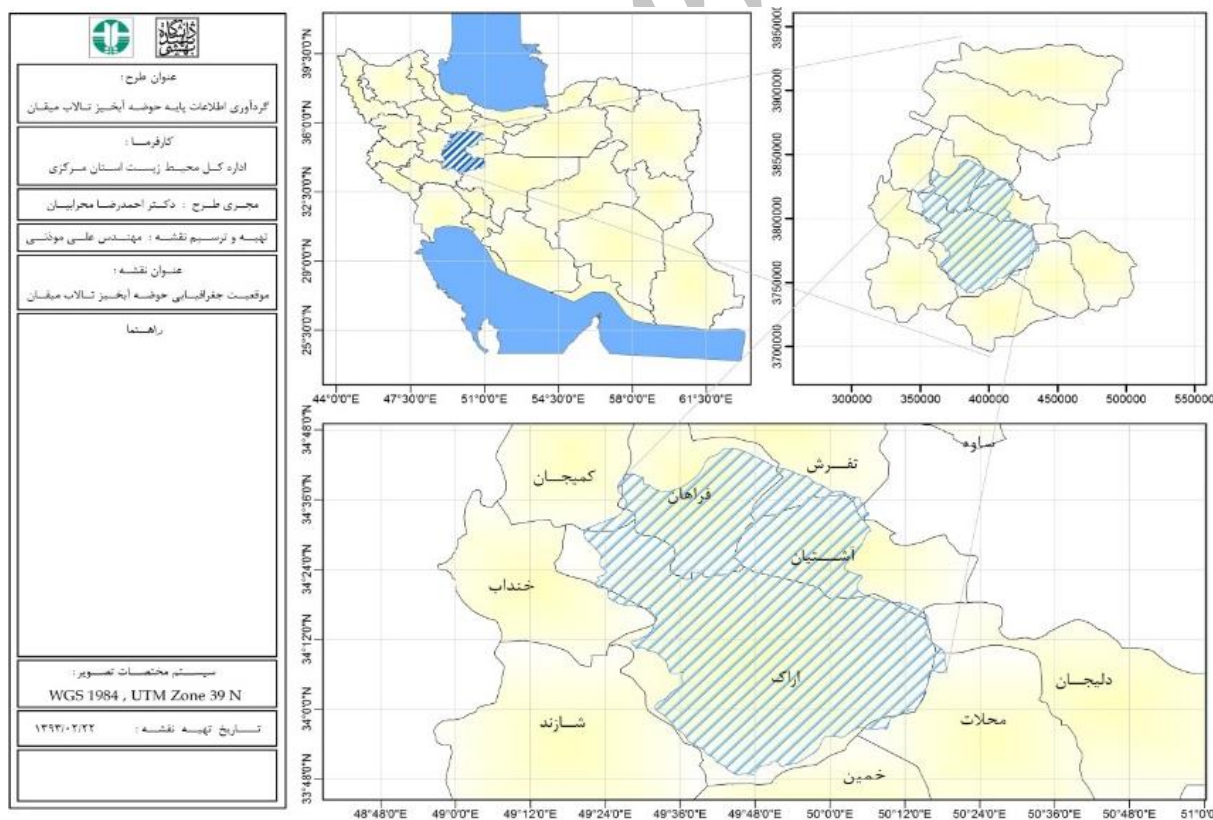 دانشگاه شهید بهشتی
عنوان طرح :
گردآوری اطلاعات پایه حوضه آبخیز تالاب میقان
کارفرما :
اداره کل محیط زیست استان مرکزی
مجری طرح : دکتر احمدرضا محرابیان
تهیه و ترسیم نقشه : مهندس علی موذنی
عنوان نقشه :
موقعیت جغرافیایی حوضه آبخیز تالاب میقان
راهنما
سیستم مختصات تصویر :
WGS 1984 , UTM Zone 39 N
تاریخ تهیه نقشه : ۱۳۹۳/۰۲/۲۲
39°30'0"N
36°0'0"N
32°30'0"N
29°0'0"N
25°30'0"N
44°0'0"E 47°30'0"E 51°0'0"E 54°30'0"E 58°0'0"E 61°30'0"E
3950000
3900000
3850000
3800000
3750000
3700000
300000 350000 400000 450000 500000 550000
34°48'0"N
34°36'0"N
34°24'0"N
34°12'0"N
34°0'0"N
33°48'0"N
ساوه
تفرش
کمیجان
فراهان
آشتیان
خنداب
اراک
دلیجان
محلات
شازند
خمین
48°48'0"E 49°0'0"E 49°12'0"E 49°24'0"E 49°36'0"E 49°48'0"E 50°0'0"E 50°12'0"E 50°24'0"E 50°36'0"E 50°48'0"E 51°0'